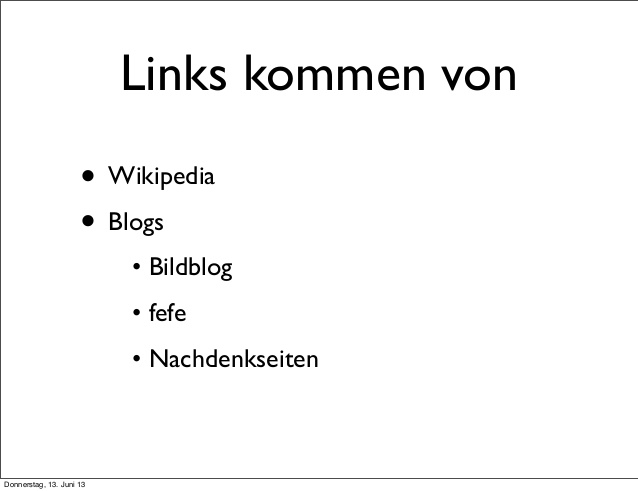 Links kommen von
• Wikipedia
• Blogs
• Bildblog
• fefe
• Nachdenkseiten
Donnerstag, 13. Juni 13